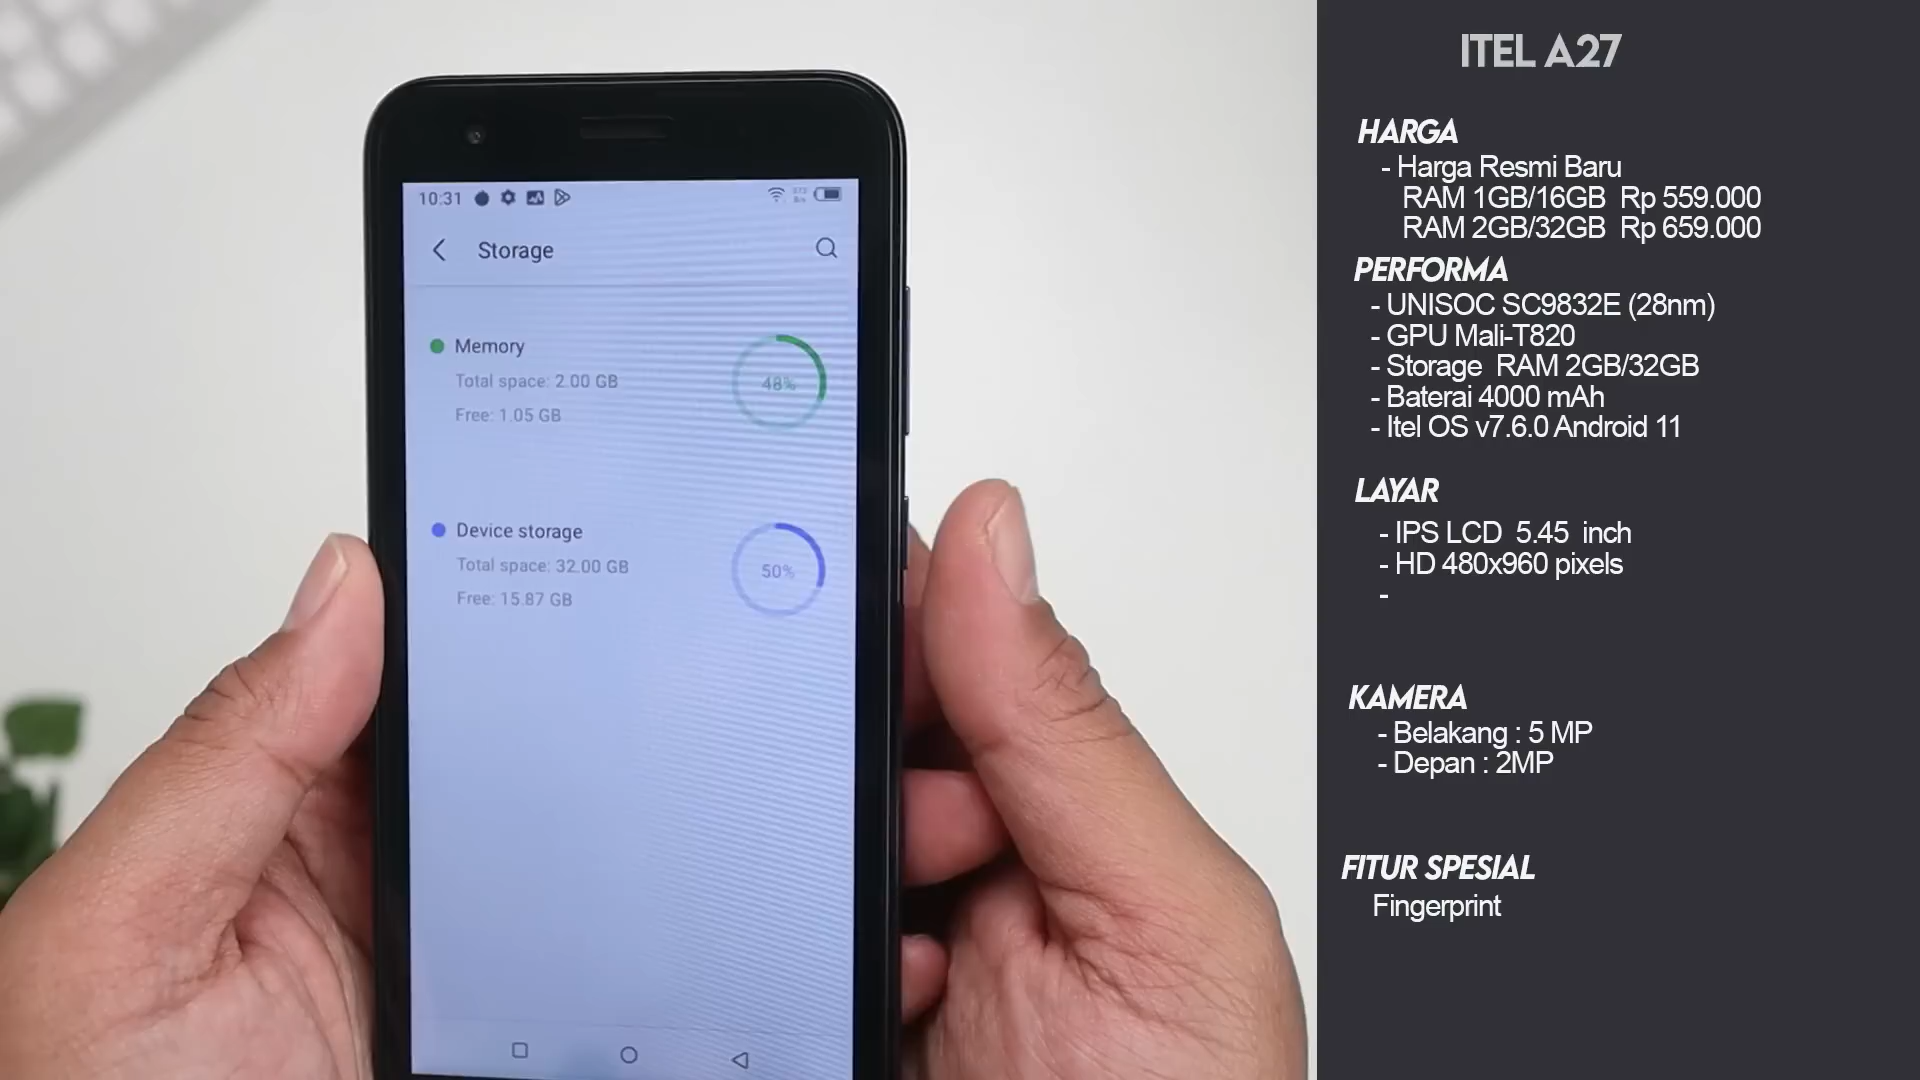 10:31
Storage
Memory
Total space: 2.00 GB
Free: 1.05 GB
48%
Device storage
Total space: 32.00 GB
Free: 15.87 GB
50%
ITEL A27
HARGA
- Harga Resmi Baru
RAM 1GB/16GB Rp 559.000
RAM 2GB/32GB Rp 659.000
PERFORMA
- UNISOC SC9832E (28nm)
- GPU Mali-T820
- Storage RAM 2GB/32GB
- Baterai 4000 mAh
- Itel OS v7.6.0 Android 11
LAYAR
- IPS LCD 5.45 inch
- HD 480x960 pixels
-
KAMERA
- Belakang : 5 MP
- Depan : 2MP
FITUR SPESIAL
Fingerprint